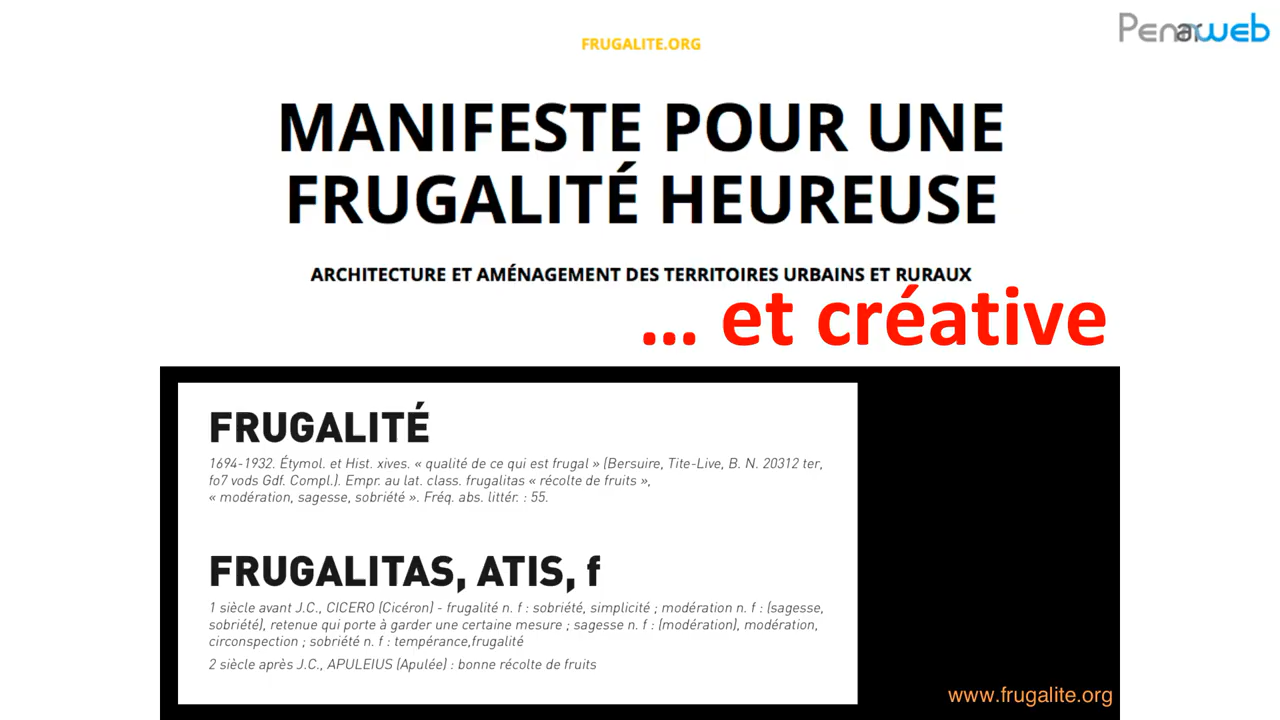 FRUGALITE.ORG
Penarweb
MANIFESTE POUR UNE
FRUGALITÉ HEUREUSE
ARCHITECTURE ET AMÉNAGEMENT DES TERRITOIRES URBAINS ET RURAUX
... et créative
FRUGALITÉ
1694-1932. Étymol. et Hist. xives. « qualité de ce qui est frugal » (Bersuire, Tite-Live, B. N. 20312 ter,
fo7 vods Gdf. Compl.). Empr. au lat. class. frugalitas « récolte de fruits »,
« modération, sagesse, sobriété ». Fréq. abs. littér. : 55.
FRUGALITAS, ATIS, f
1 siècle avant J.C., CICERO (Cicéron) - frugalité n. f : sobriété, simplicité ; modération n. f : (sagesse,
sobriété), retenue qui porte à garder une certaine mesure ; sagesse n. f : (modération), modération,
circonspection ; sobriété n. f : tempérance,frugalité
2 siècle après J.C., APULEIUS (Apulée) : bonne récolte de fruits
www.frugalite.org